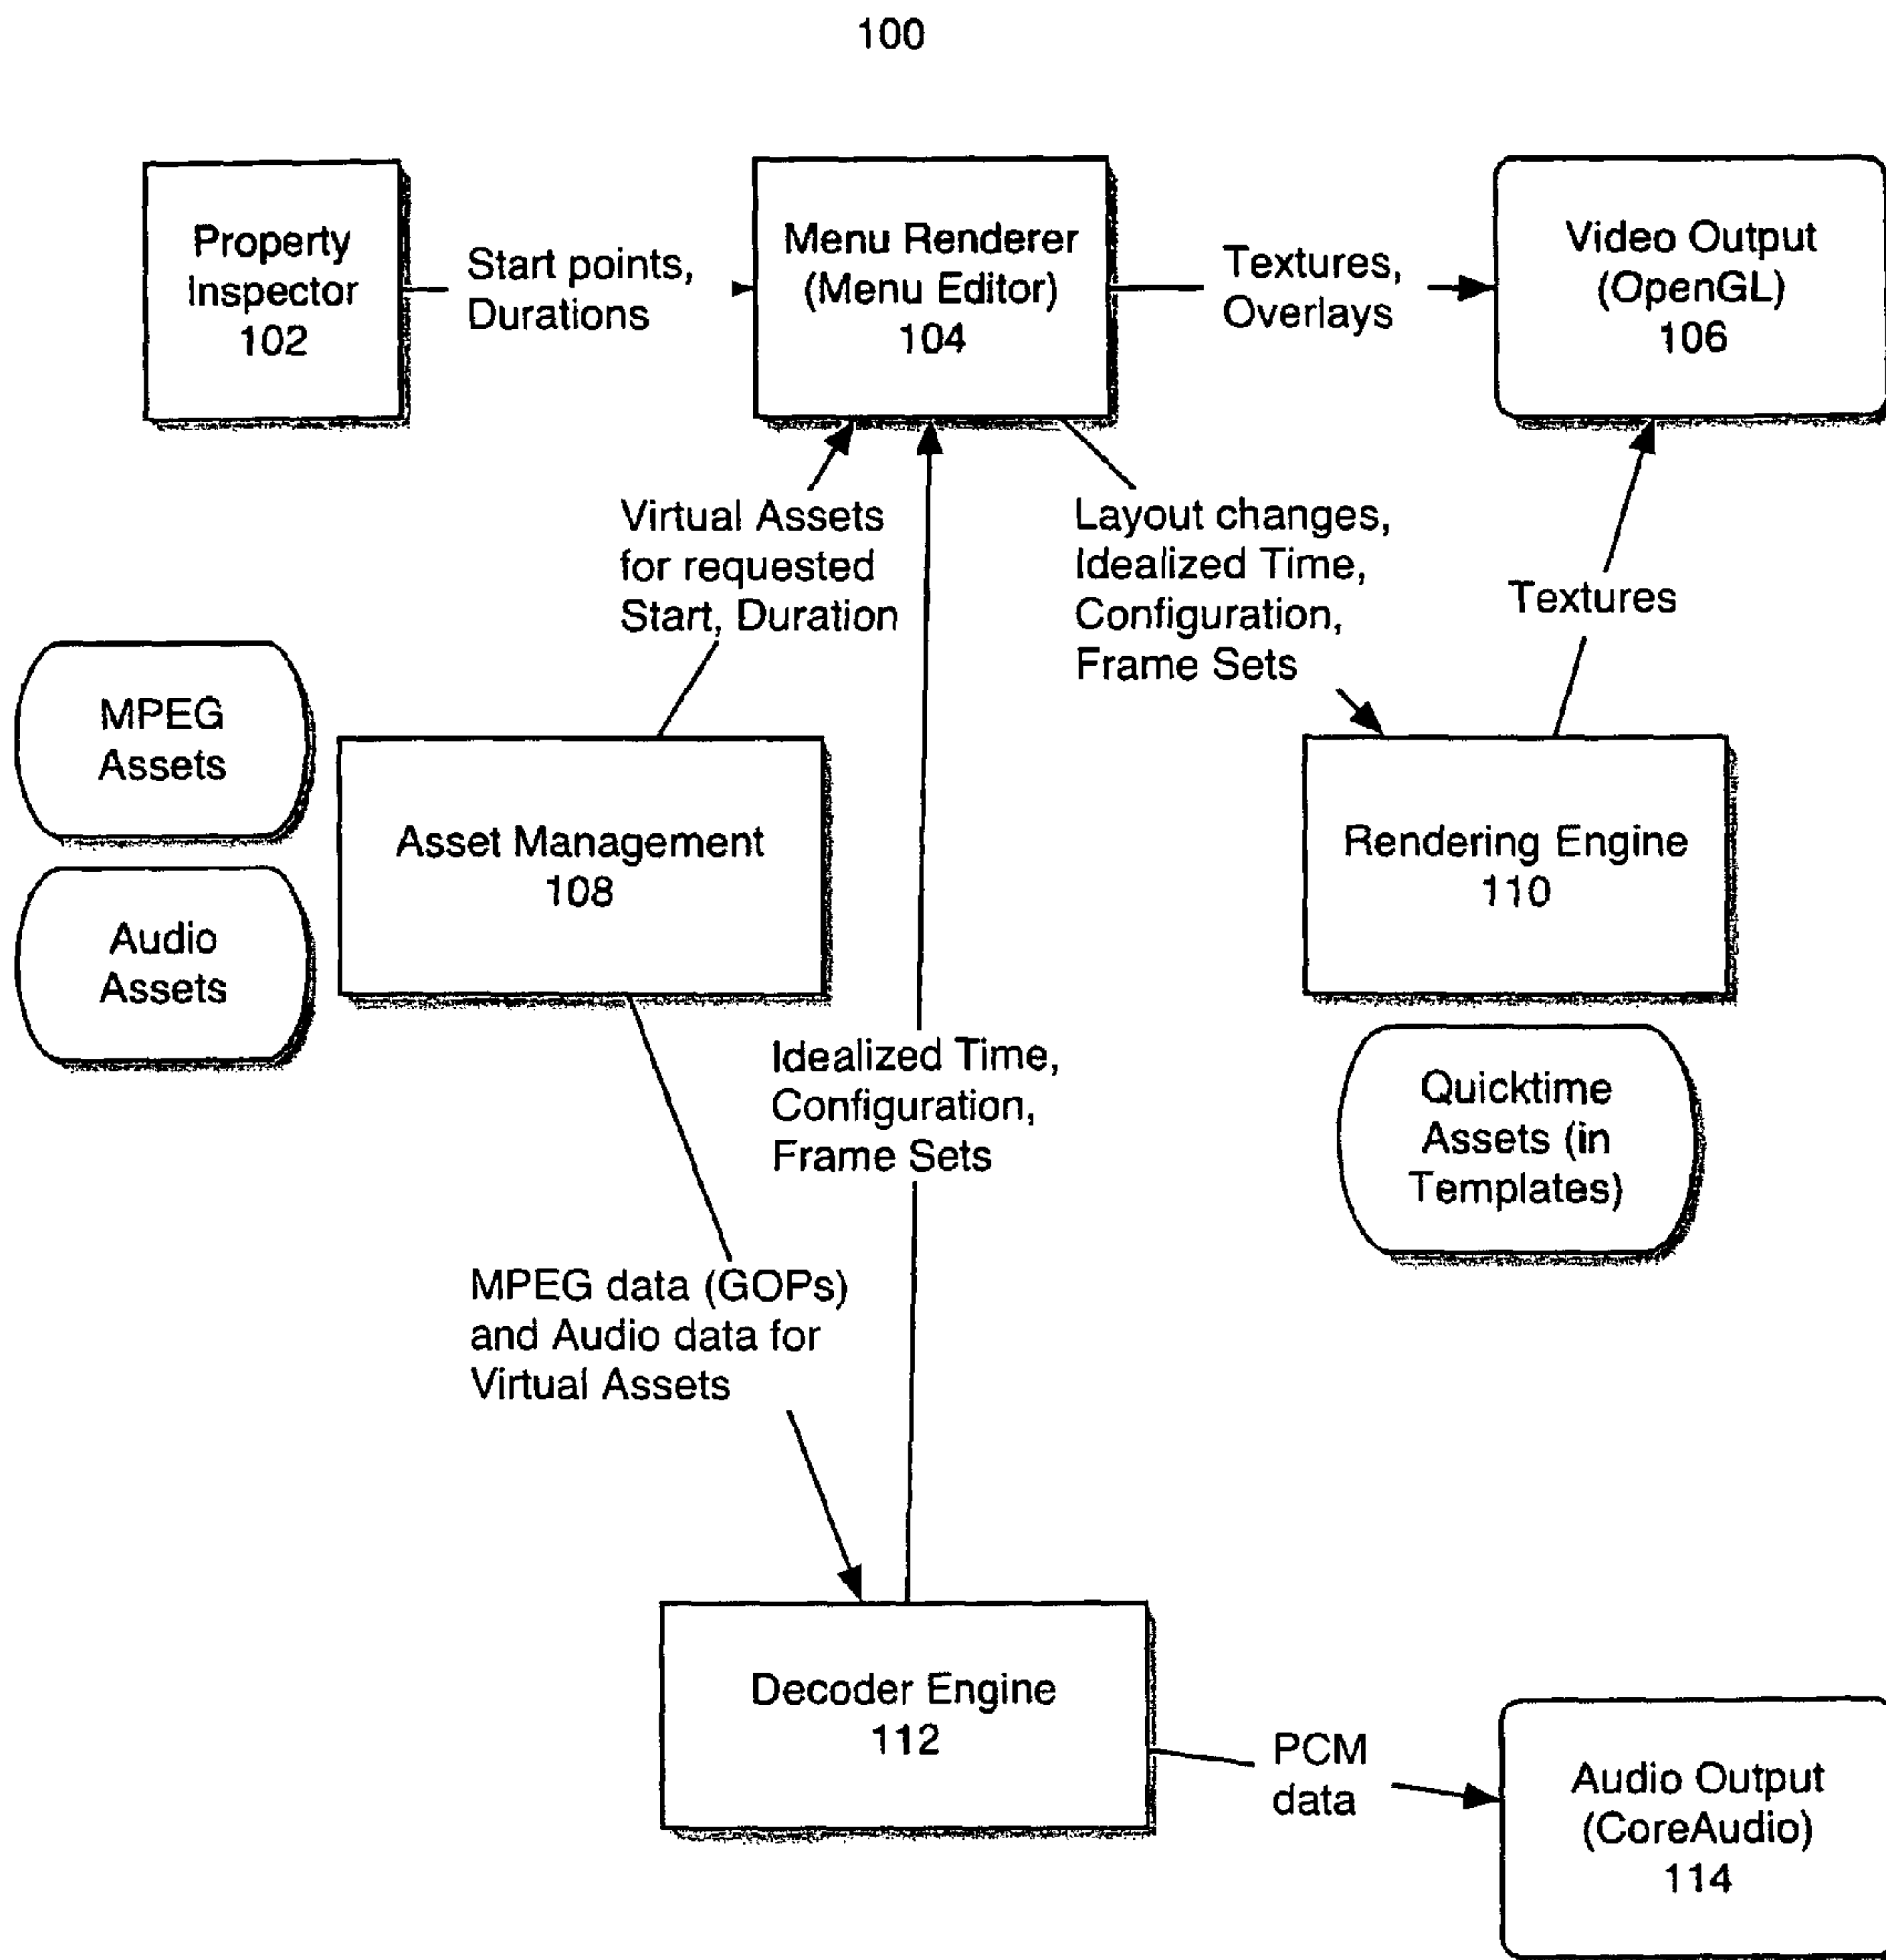 100
Property
Inspector
102
Start points,
Durations
Menu Renderer
(Menu Editor)
104
Textures,
Overlays
Video Output
(OpenGL)
106
Virtual Assets
for requested
Start, Duration
Layout changes,
Idealized Time,
Configuration,
Frame Sets
Textures
MPEG
Assets
Audio
Assets
Asset Management
108
Rendering Engine
110
Quicktime
Assets (in
Templates)
Idealized Time,
Configuration,
Frame Sets
MPEG data (GOPs)
and Audio data for
Virtual Assets
Decoder Engine
112
PCM
data
Audio Output
(CoreAudio)
114